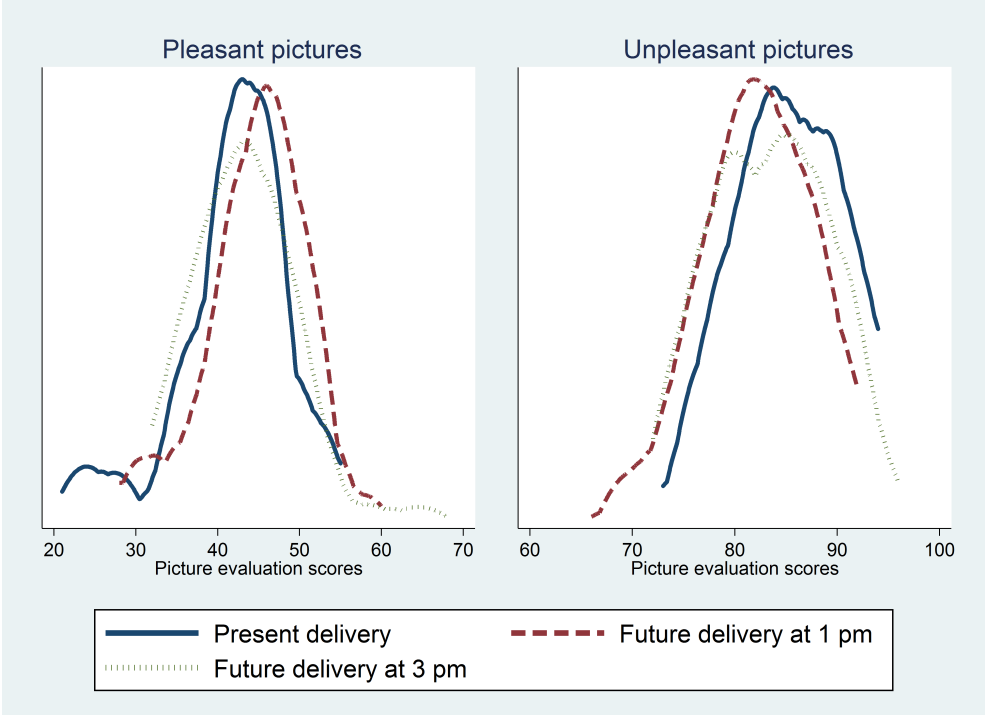 Pleasant pictures
20 30 40 50 60 70
Picture evaluation scores
Unpleasant pictures
60 70 80 90 100
Picture evaluation scores
Present delivery
Future delivery at 1 pm
Future delivery at 3 pm